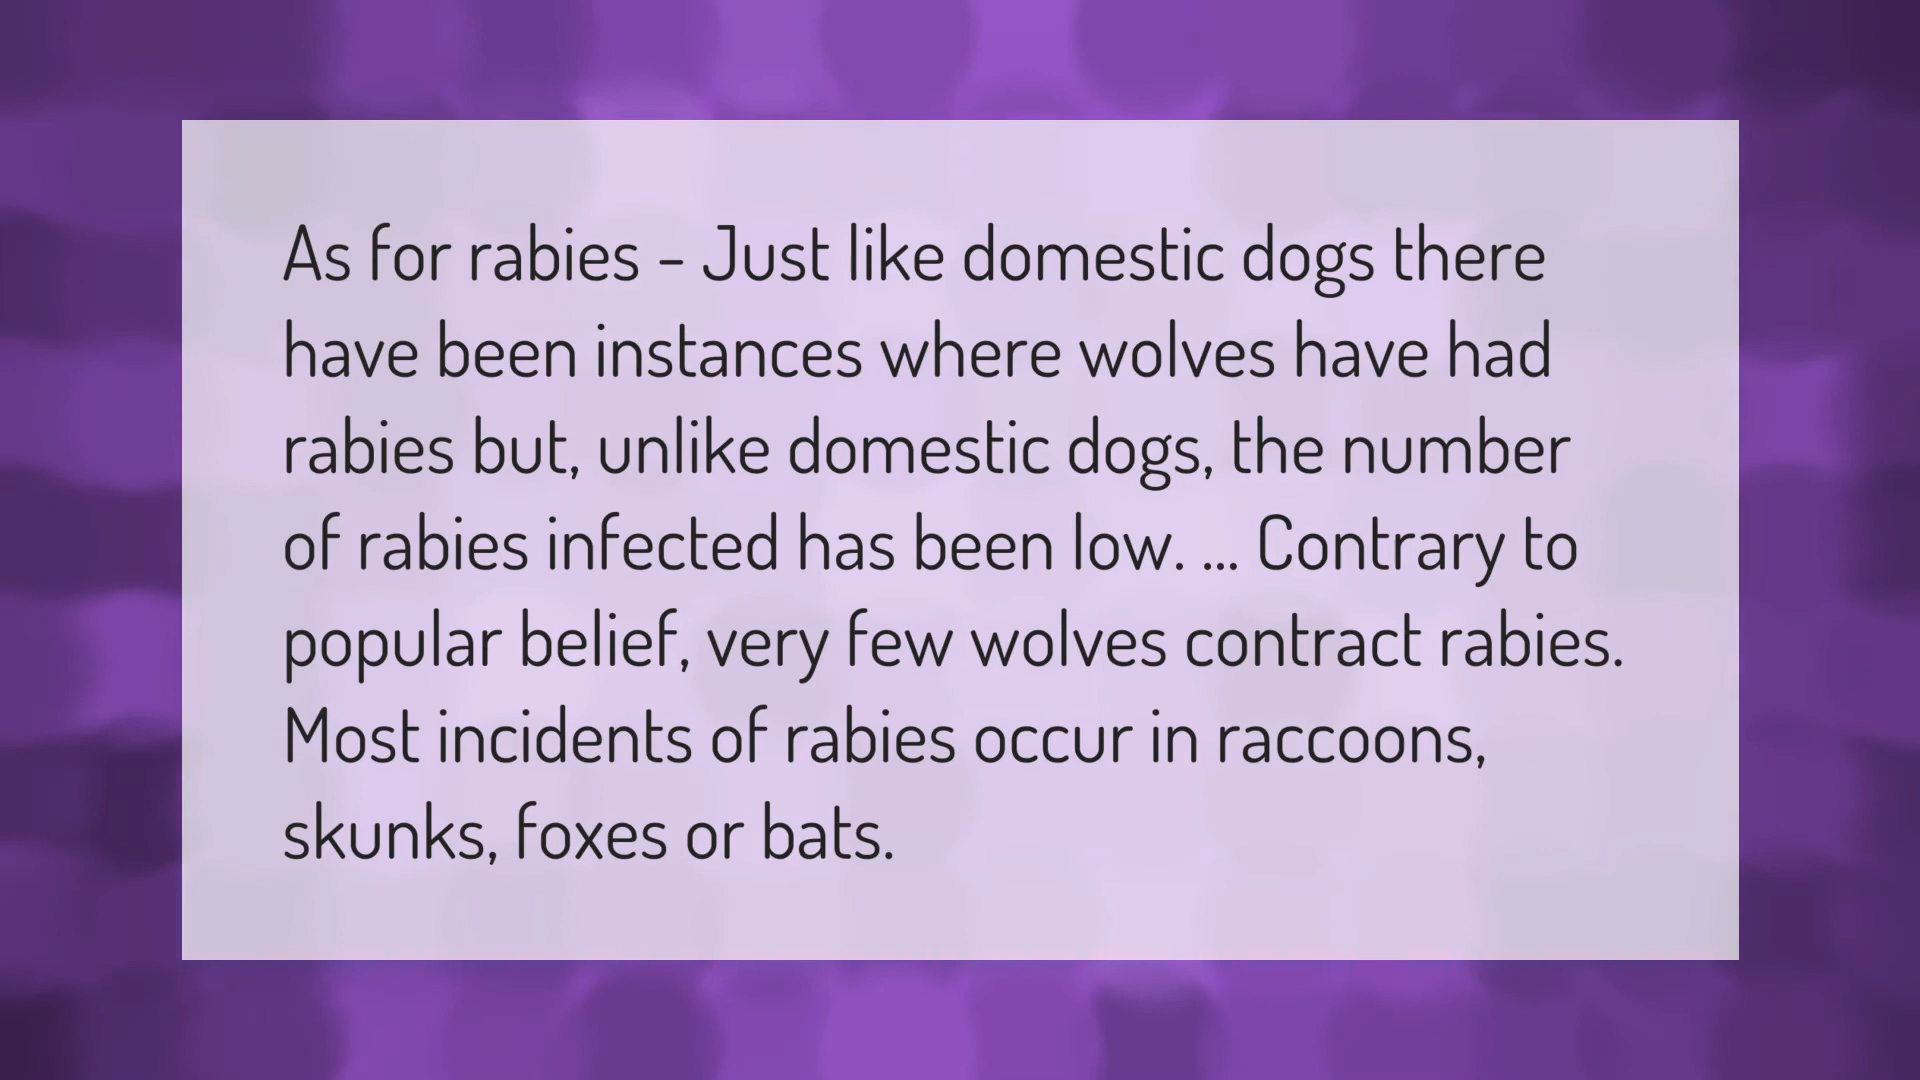 As for rabies - Just like domestic dogs there
have been instances where wolves have had
rabies but, unlike domestic dogs, the number
of rabies infected has been low. ... Contrary to
popular belief, very few wolves contract rabies.
Most incidents of rabies occur in raccoons,
skunks, foxes or bats.